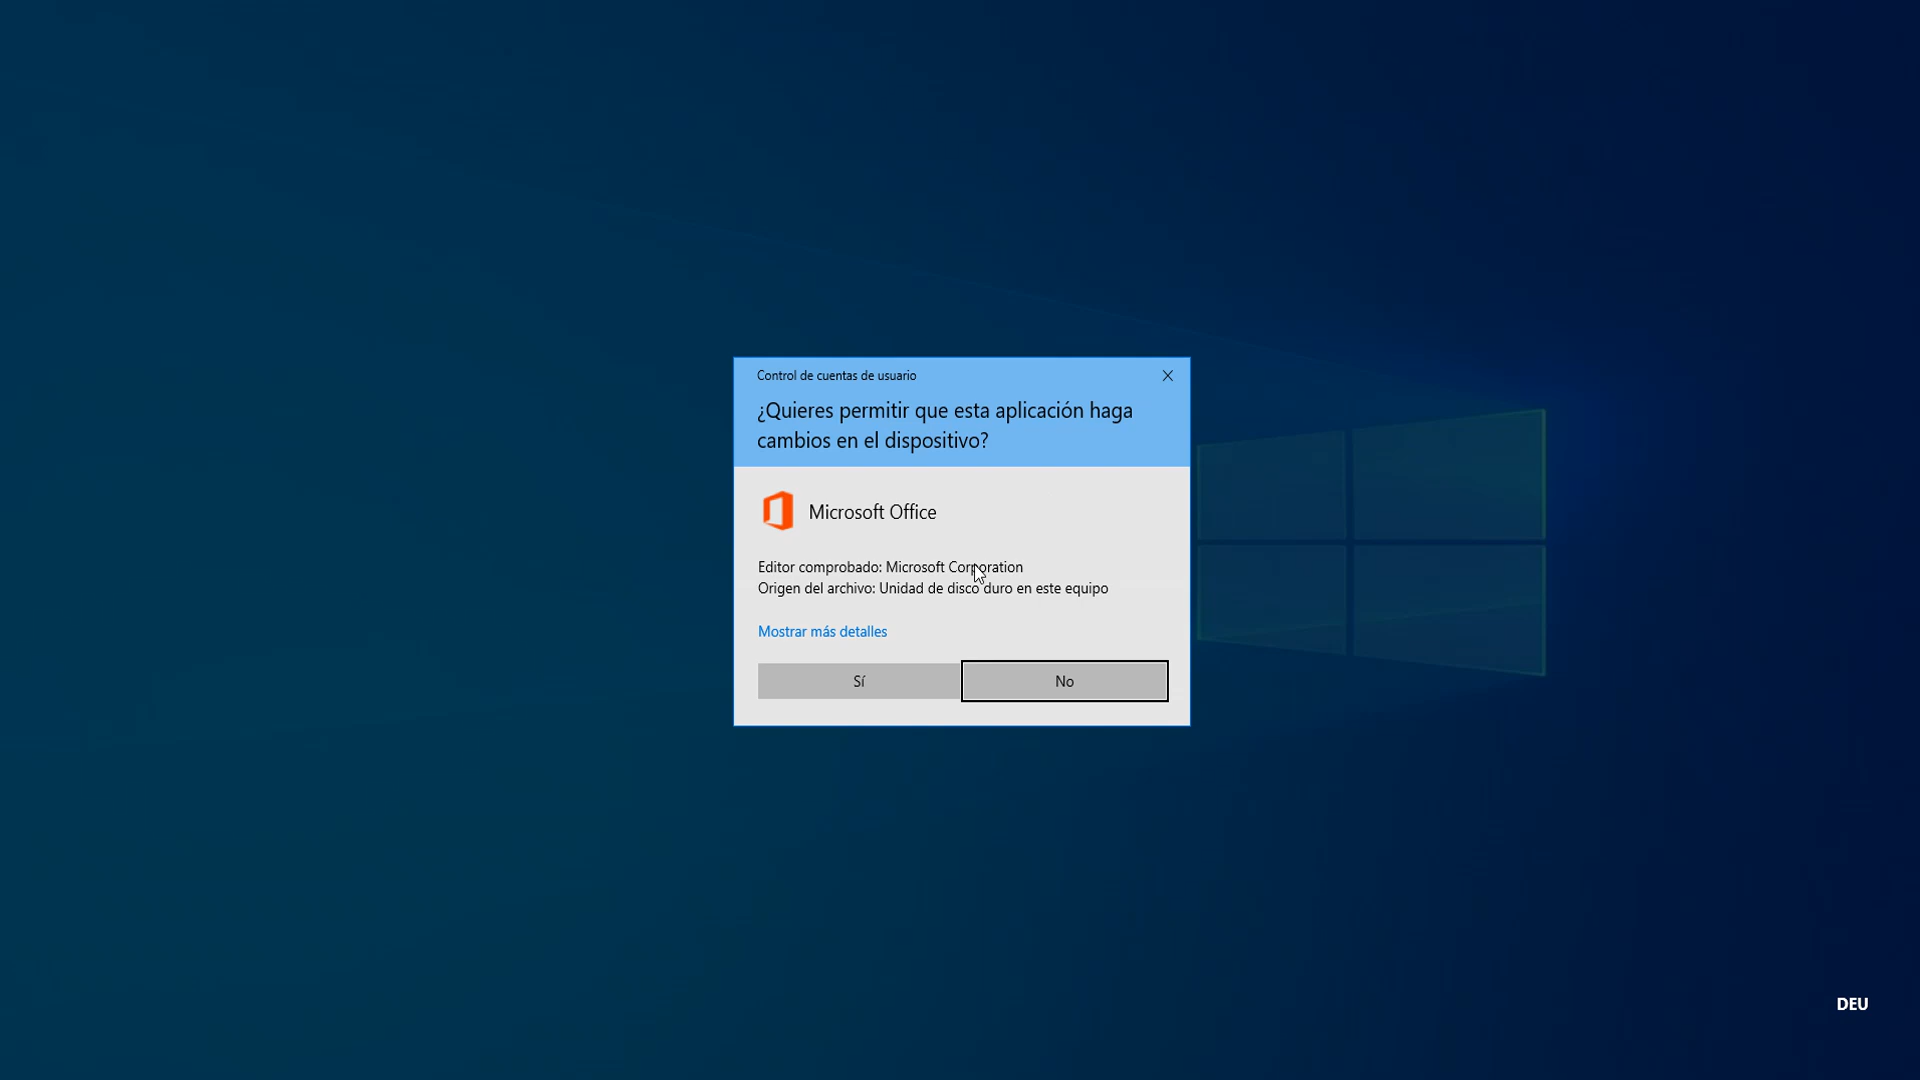 Control de cuentas de usuario
¿Quieres permitir que esta aplicación haga
cambios en el dispositivo?
Microsoft Office
Editor comprobado: Microsoft Corporation
Origen del archivo: Unidad de disco duro en este equipo
Mostrar más detalles
Sí
No
DEU